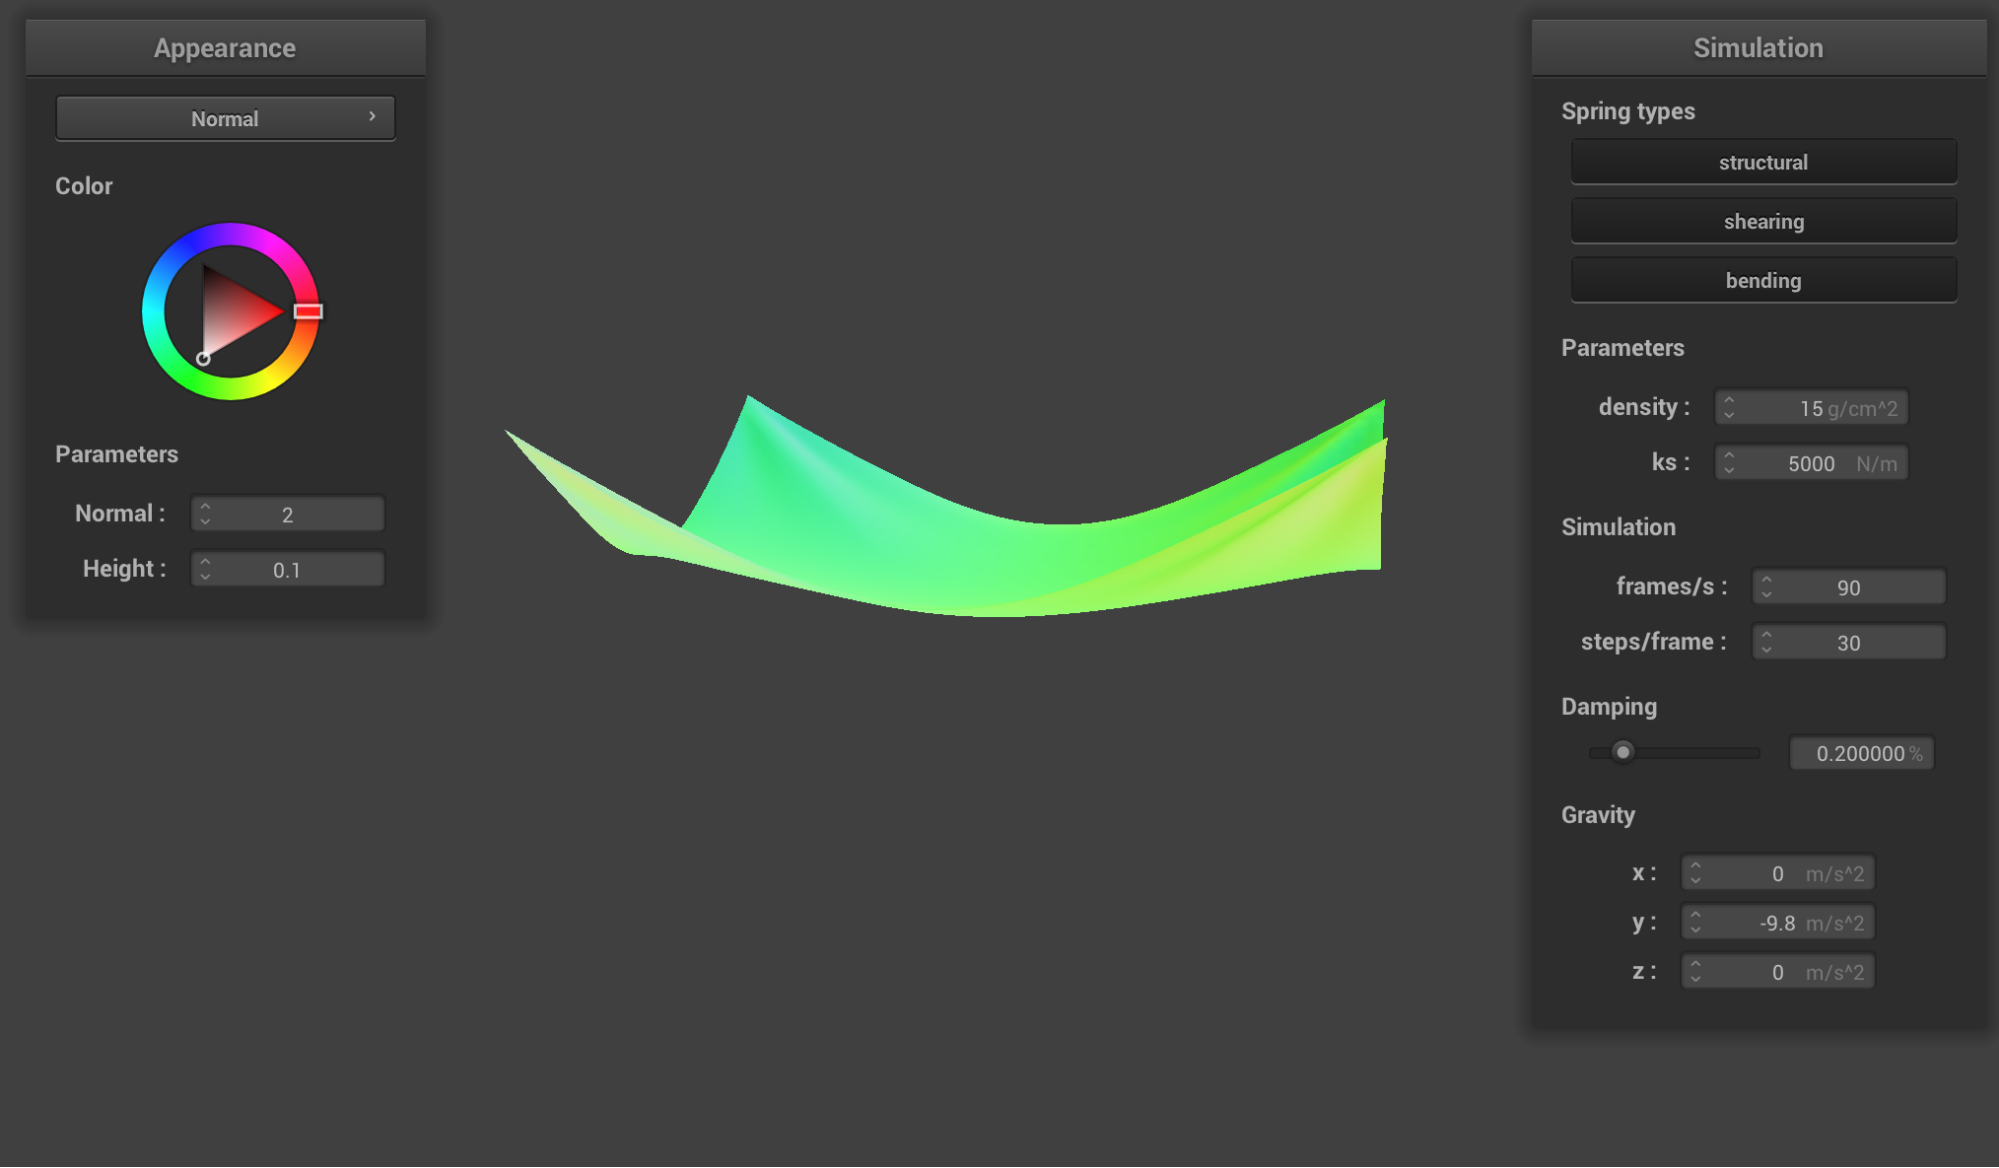 Appearance
Normal
Color
Parameters
Normal : 2
Height : 0.1
Simulation
Spring types
structural
shearing
bending
Parameters
density : 15 g/cm^2
ks : 5000 N/m
Simulation
frames/s : 90
steps/frame : 30
Damping
0.200000 %
Gravity
x : 0 m/s^2
y : -9.8 m/s^2
z : 0 m/s^2